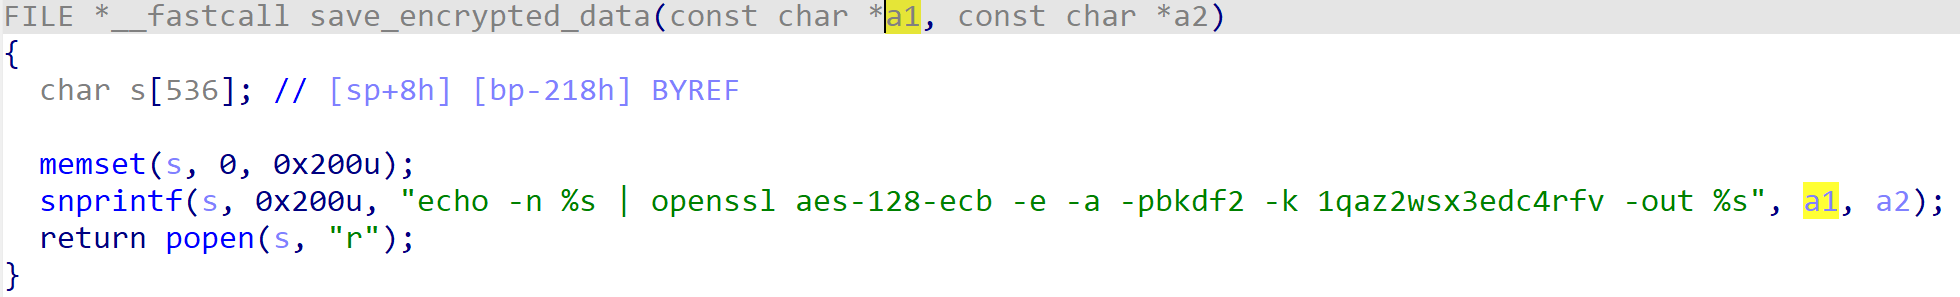 FILE *__fastcall save_encrypted_data(const char *a1, const char *a2)
{
  char s[536]; // [sp+8h] [bp-218h] BYREF
  memset(s, 0, 0x200u);
  snprintf(s, 0x200u, "echo -n %s | openssl aes-128-ecb -e -a -pbkdf2 -k 1qaz2wsx3edc4rfv -out %s", a1, a2);
  return popen(s, "r");
}